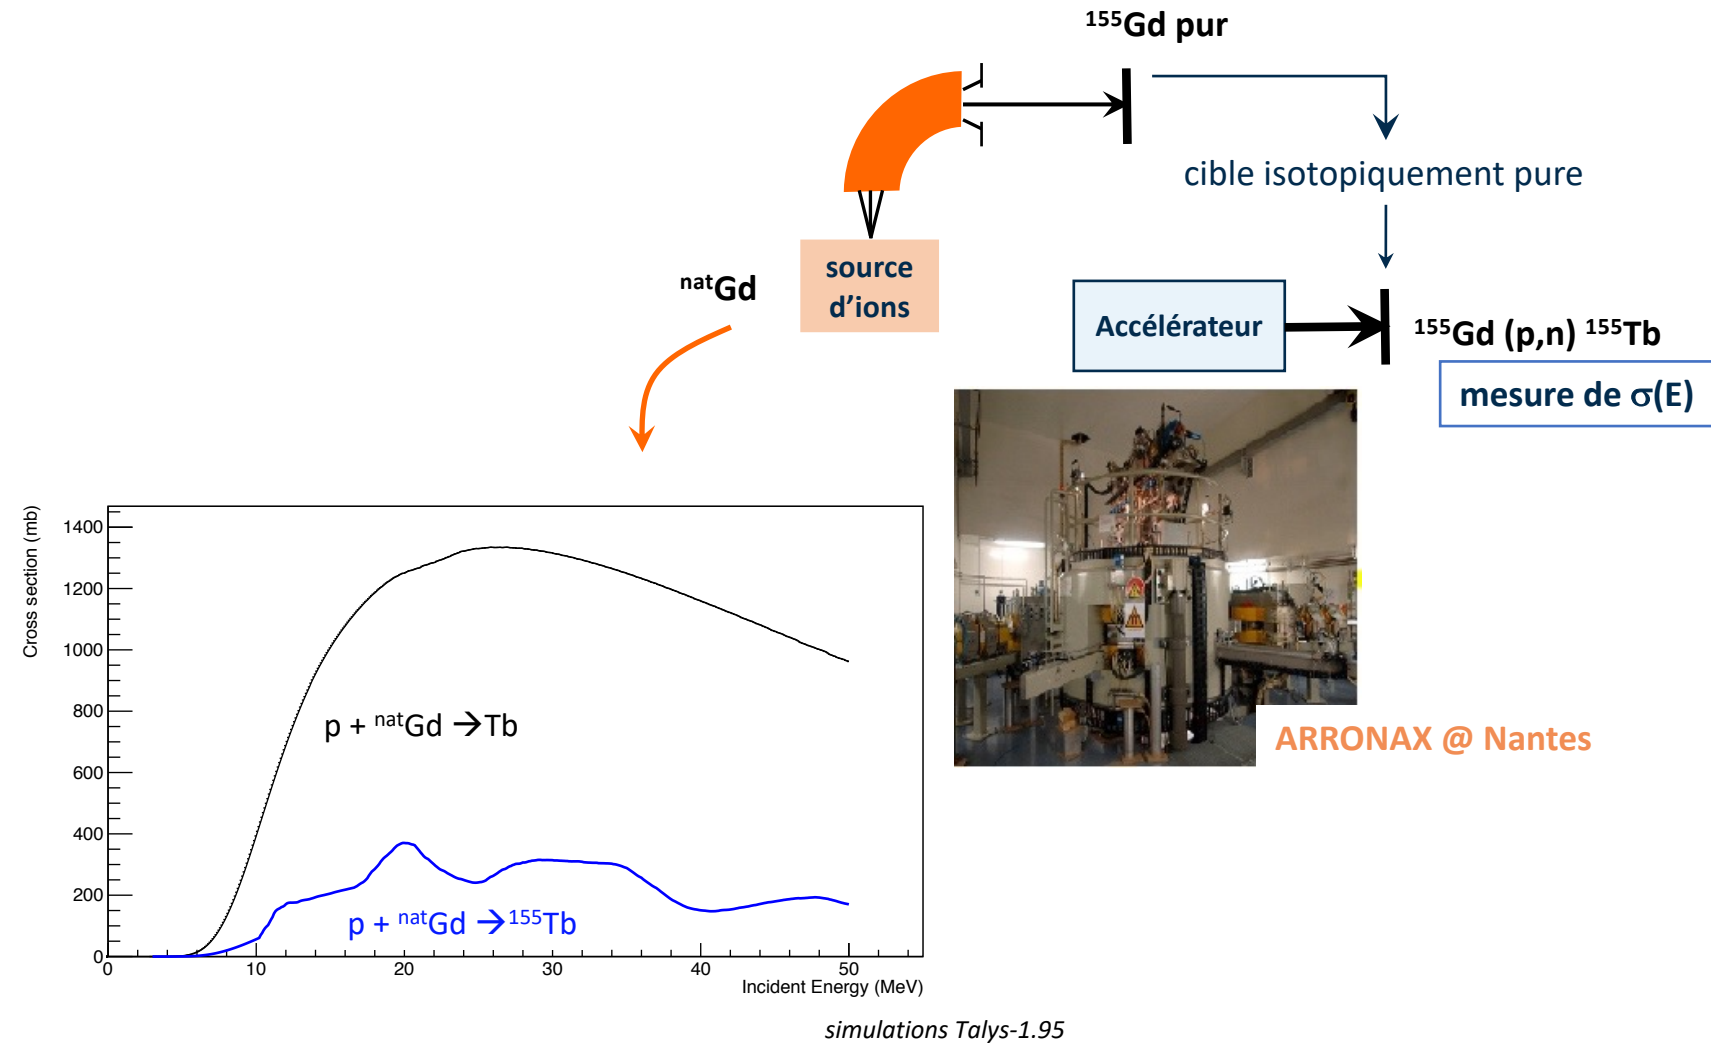 ¹⁵⁵Gd pur
cible isotopiquement pure
source
d’ions
ⁿᵃᵗGd
Accélérateur
¹⁵⁵Gd (p,n) ¹⁵⁵Tb
mesure de σ(E)
ARRONAX @ Nantes
Cross section (mb)
1400
1200
1000
800
600
400
200
0
p + ⁿᵃᵗGd →Tb
p + ⁿᵃᵗGd →¹⁵⁵Tb
0 10 20 30 40 50
Incident Energy (MeV)
simulations Talys-1.95